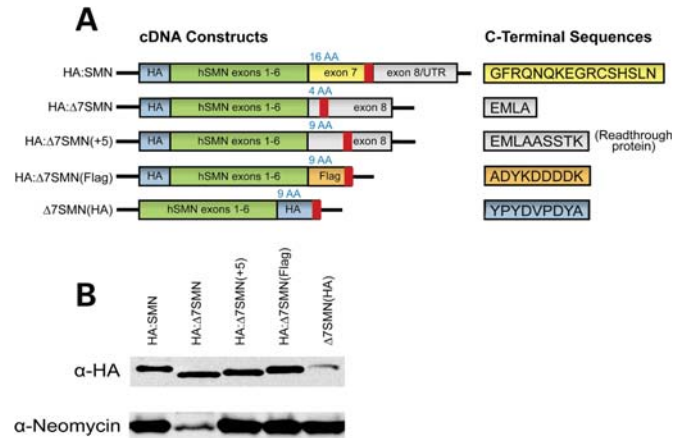 A
cDNA Constructs
C-Terminal Sequences
16 AA
HA:SMN
HA
hSMN exons 1-6
exon 7
exon 8/UTR
GFRQNQKEGRCSHSLN
4 AA
HA:Δ7SMN
HA
hSMN exons 1-6
exon 8
EMLA
9 AA
HA:Δ7SMN(+5)
HA
hSMN exons 1-6
exon 8
EMLAASSTK
(Readthrough
protein)
9 AA
HA:Δ7SMN(Flag)
HA
hSMN exons 1-6
Flag
ADYKDDDDK
9 AA
Δ7SMN(HA)
hSMN exons 1-6
HA
YPYDVPDYA
B
HA:SMN
HA:Δ7SMN
HA:Δ7SMN(+5)
HA:Δ7SMN(Flag)
Δ7SMN(HA)
α-HA
α-Neomycin